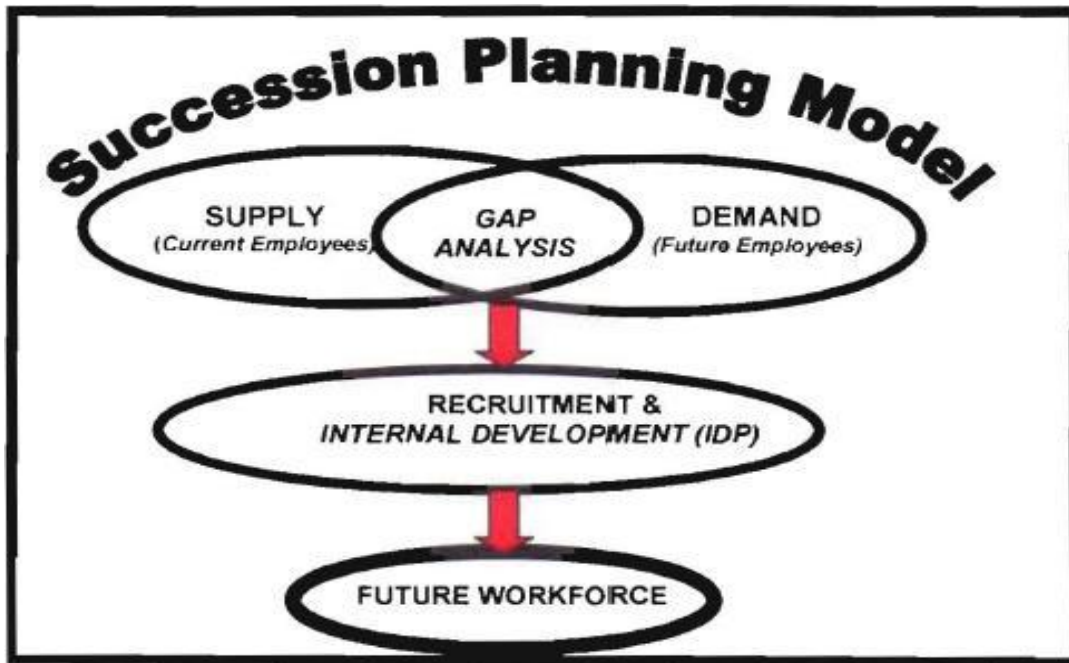 Succession Planning Model
SUPPLY
(Current Employees)
GAP
ANALYSIS
DEMAND
(Future Employees)
RECRUITMENT &
INTERNAL DEVELOPMENT (IDP)
FUTURE WORKFORCE